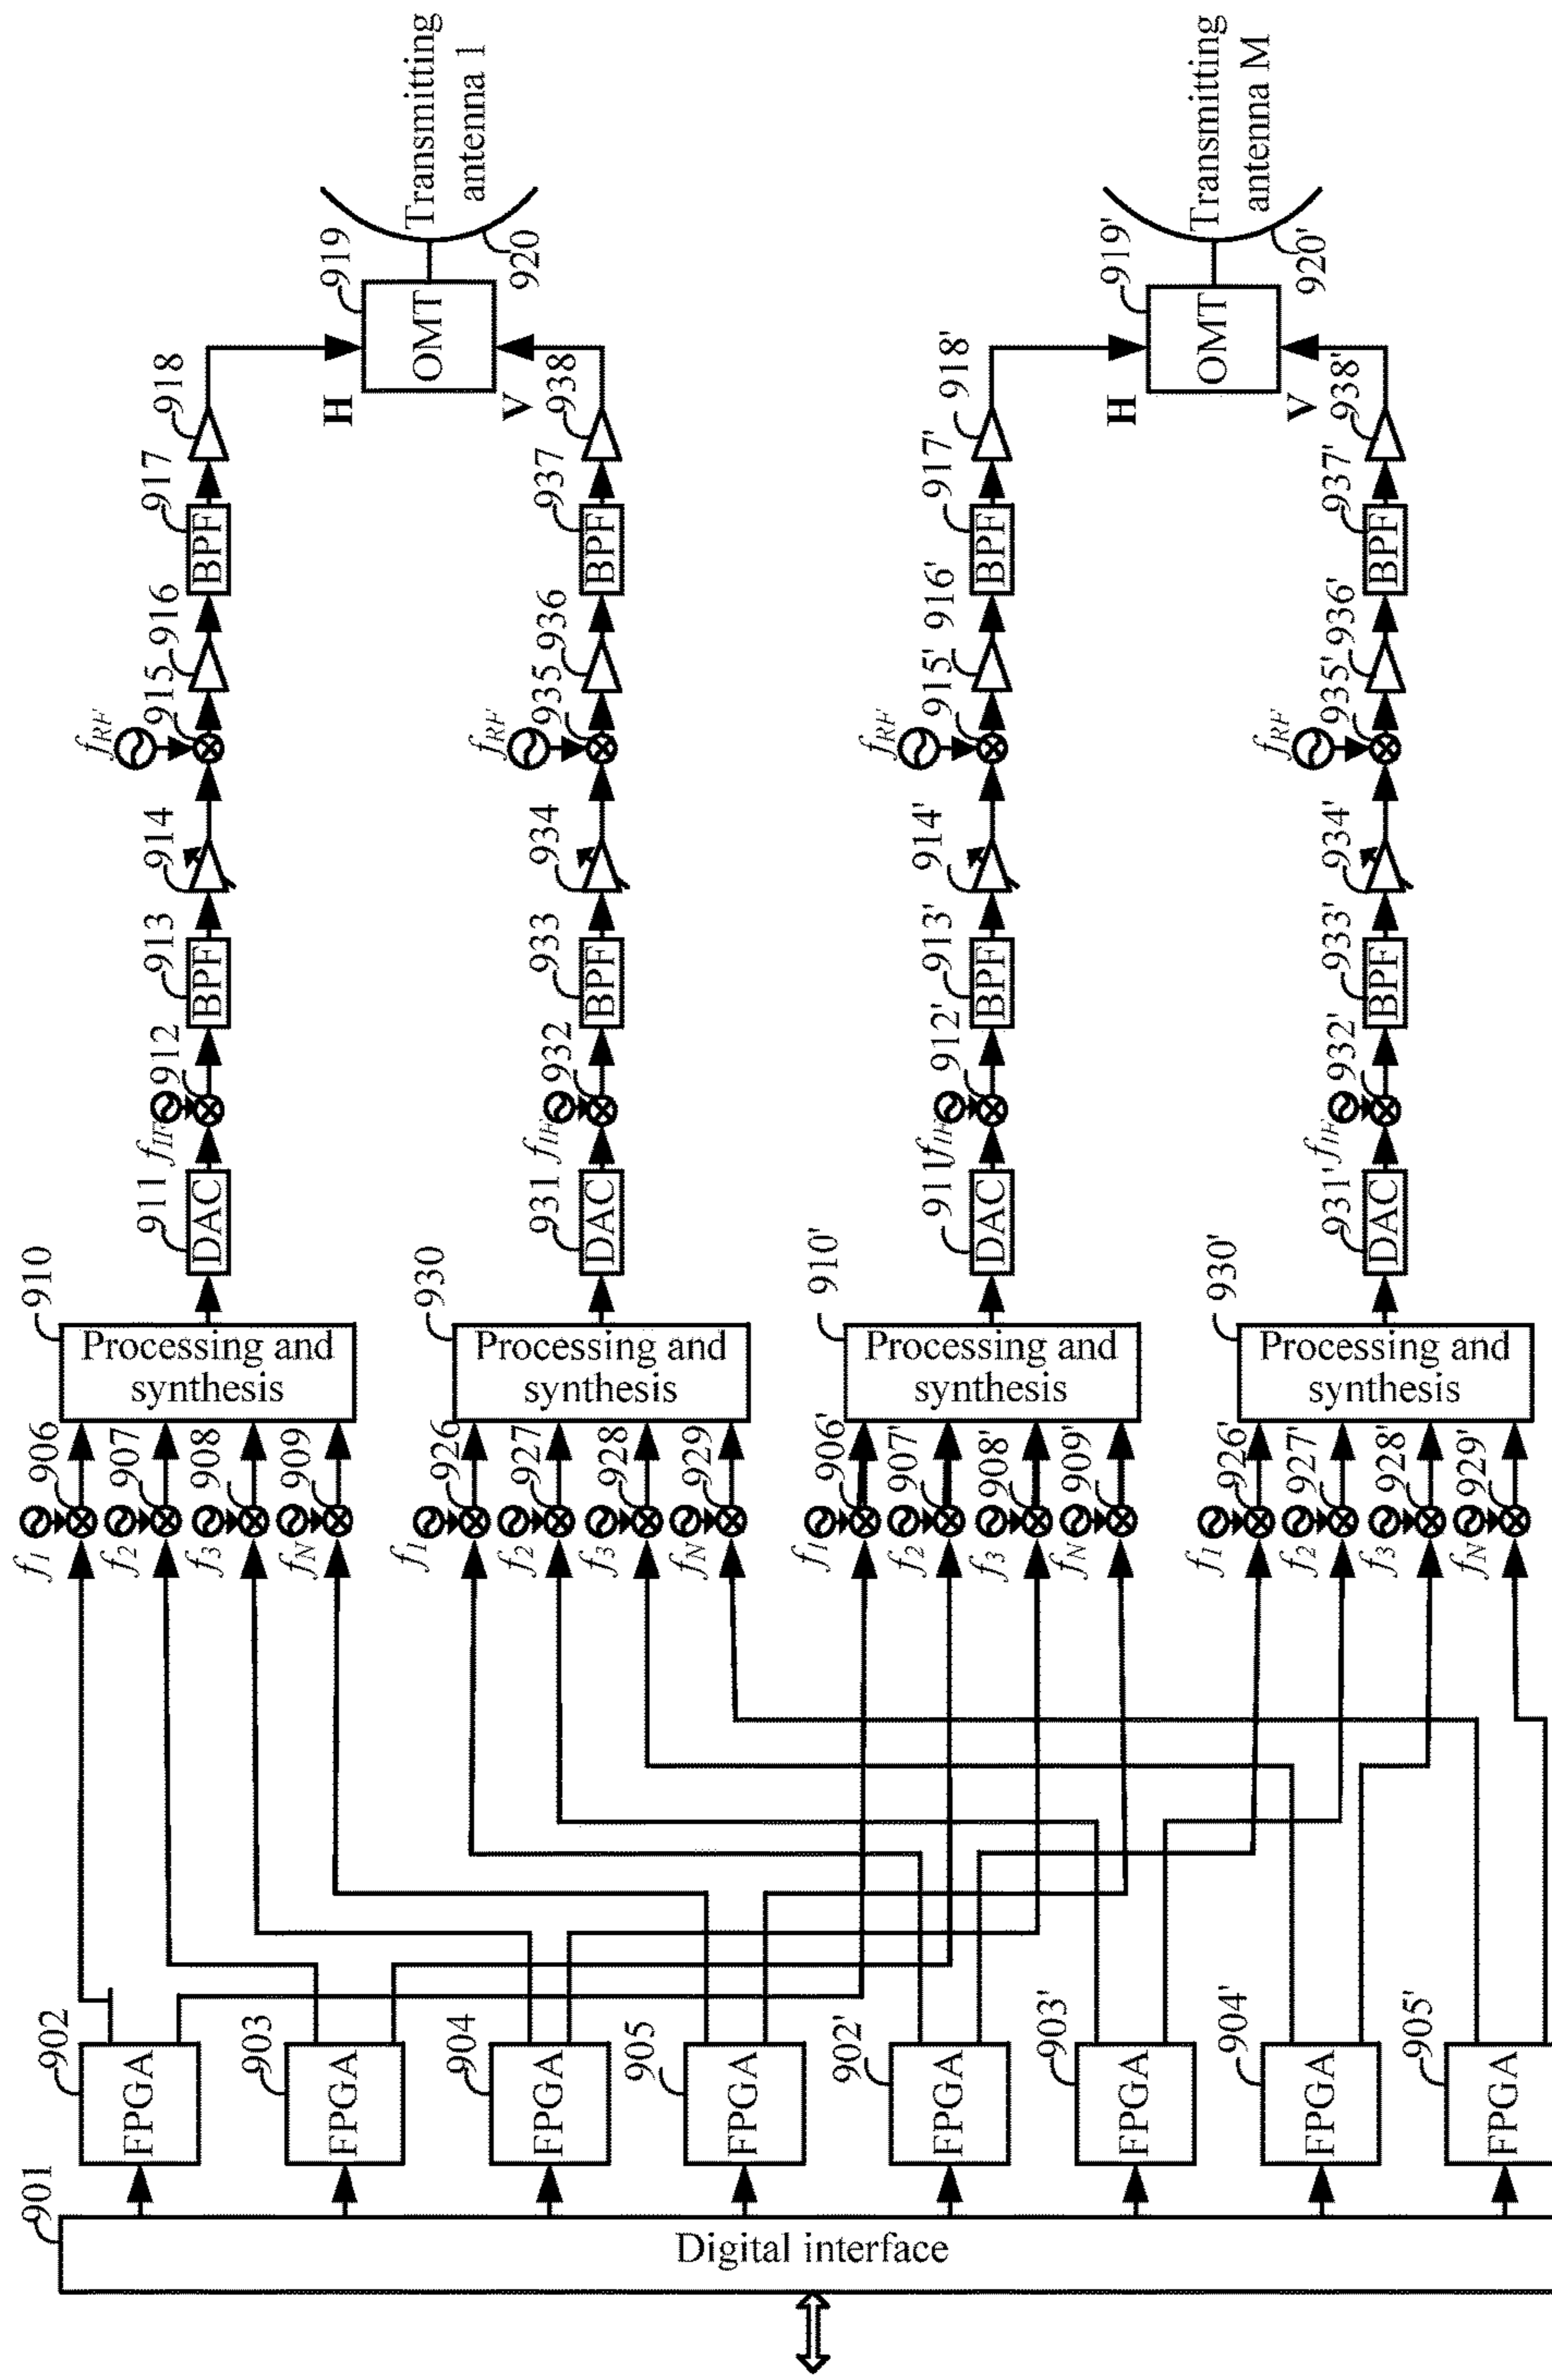 Transmitting
antenna 1
Transmitting
antenna M
919
920
919'
920'
OMT
OMT
H
V
H
V
918
938
918'
938'
917
937
917'
937'
BPF
BPF
BPF
BPF
916
936
916'
936'
915
935
915'
935'
fRF
fRF
fRF
fRF
914
934
914'
934'
913
933
913'
933'
BPF
BPF
BPF
BPF
912
932
912'
932'
fIF
fIF
fIF
fIF
911
931
911'
931'
DAC
DAC
DAC
DAC
910
930
910'
930'
Processing and
synthesis
Processing and
synthesis
Processing and
synthesis
Processing and
synthesis
906
907
908
909
926
927
928
929
906'
907'
908'
909'
926'
927'
928'
929'
f1
f2
f3
fN
f1
f2
f3
fN
f1
f2
f3
fN
f1
f2
f3
fN
902
903
904
905
902'
903'
904'
905'
FPGA
FPGA
FPGA
FPGA
FPGA
FPGA
FPGA
FPGA
901
Digital interface